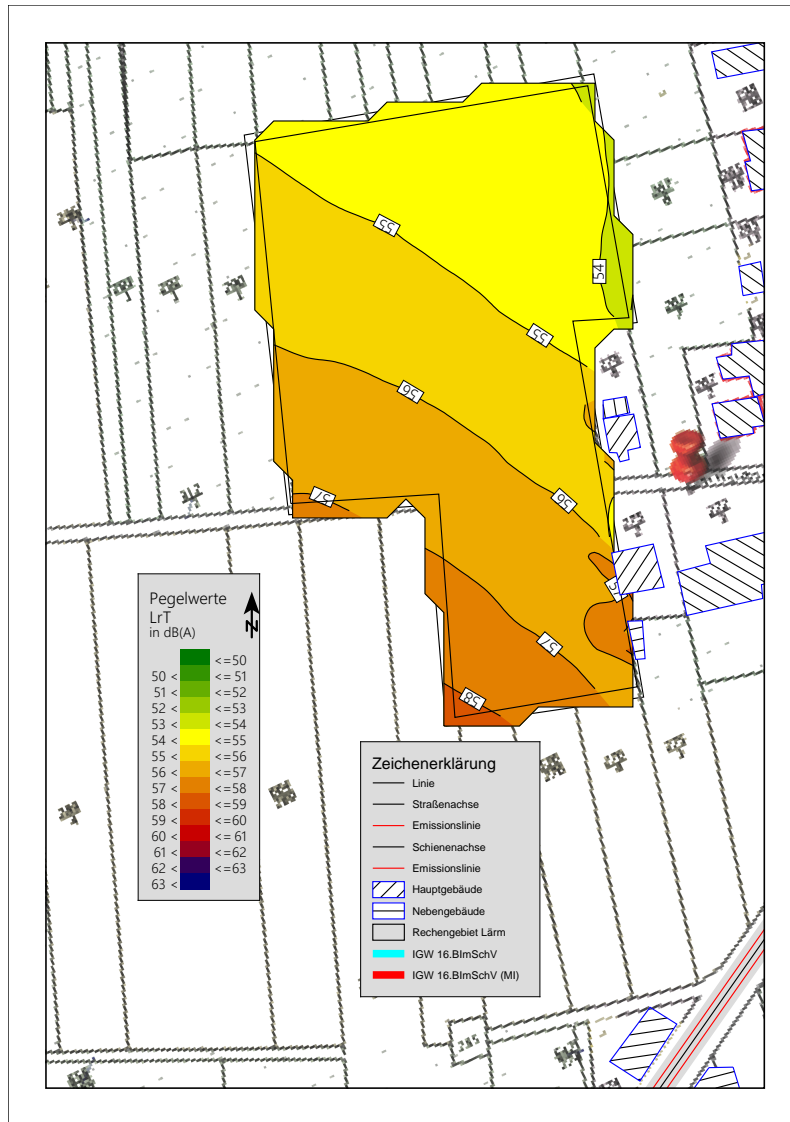 55
54
55
56
56
57
57
58
Pegelwerte
LrT
in dB(A)
N
<=50
50 < <= 51
51 < <=52
52 < <=53
53 < <=54
54 < <=55
55 < <=56
56 < <=57
57 < <=58
58 < <=59
59 < <=60
60 < <= 61
61 < <=62
62 < <=63
63 <
Zeichenerklärung
Linie
Straßenachse
Emissionslinie
Schienenachse
Emissionslinie
Hauptgebäude
Nebengebäude
Rechengebiet Lärm
IGW 16.BImSchV
IGW 16.BImSchV (MI)